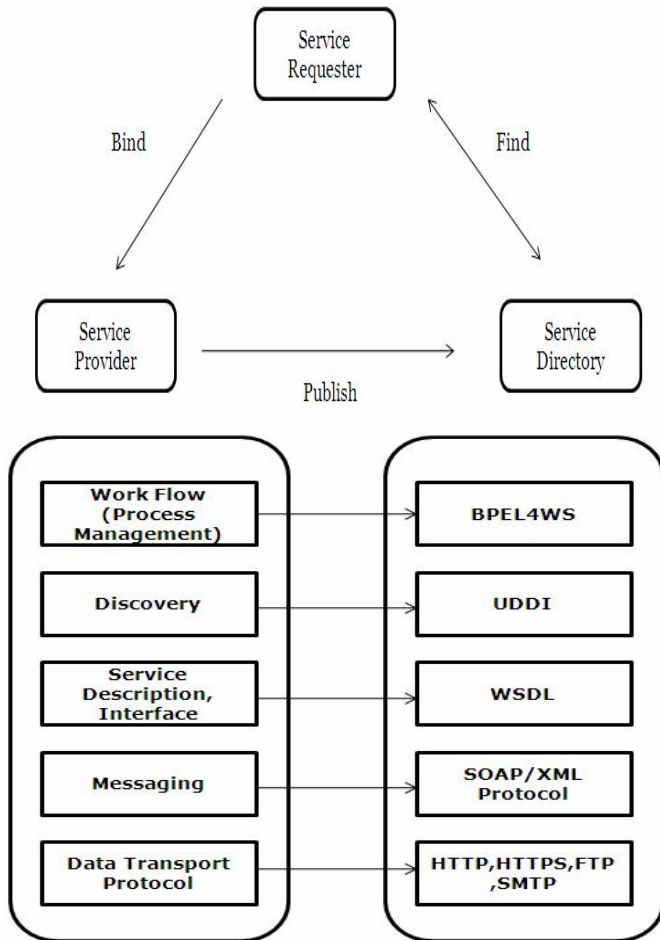 Service
Requester
Bind
Find
Service
Provider
Service
Directory
Publish
Work Flow
(Process
Management)
BPEL4WS
Discovery
UDDI
Service
Description,
Interface
WSDL
Messaging
SOAP/XML
Protocol
Data Transport
Protocol
HTTP,HTTPS,FTP
,SMTP